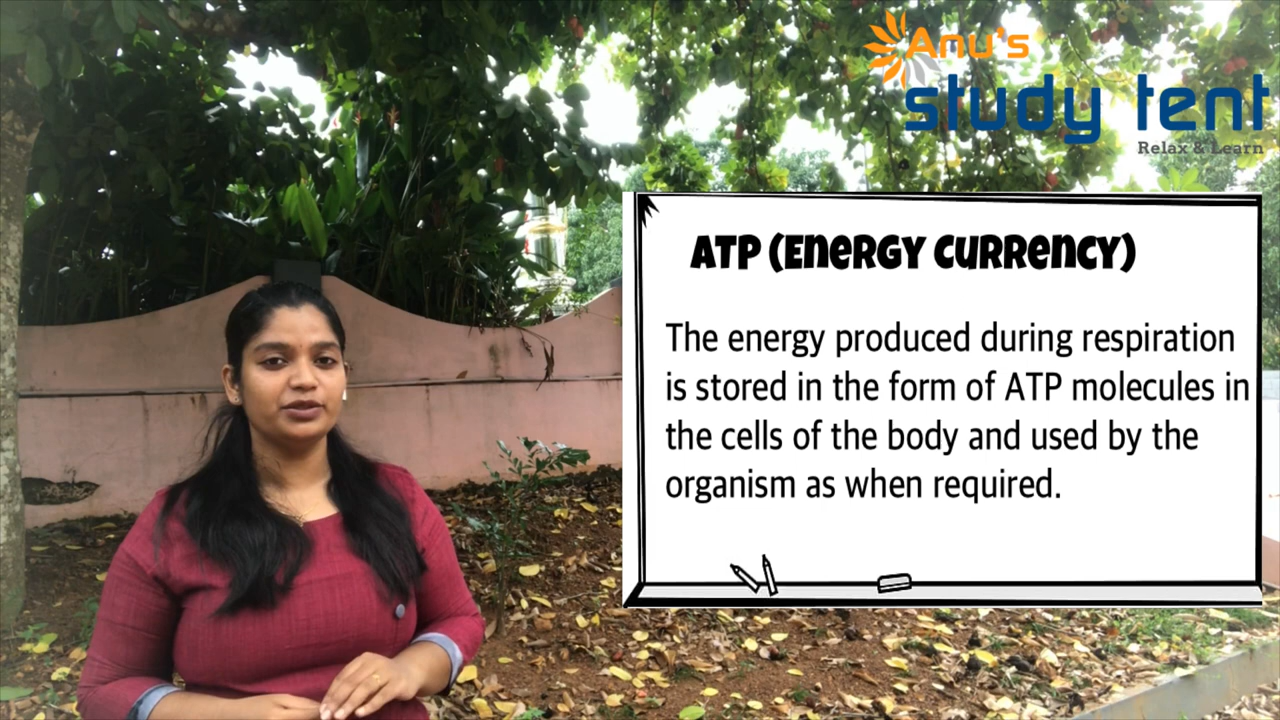 Anu's
study tent
Relax & Learn
ATP (Energy Currency)
The energy produced during respiration
is stored in the form of ATP molecules in
the cells of the body and used by the
organism as when required.